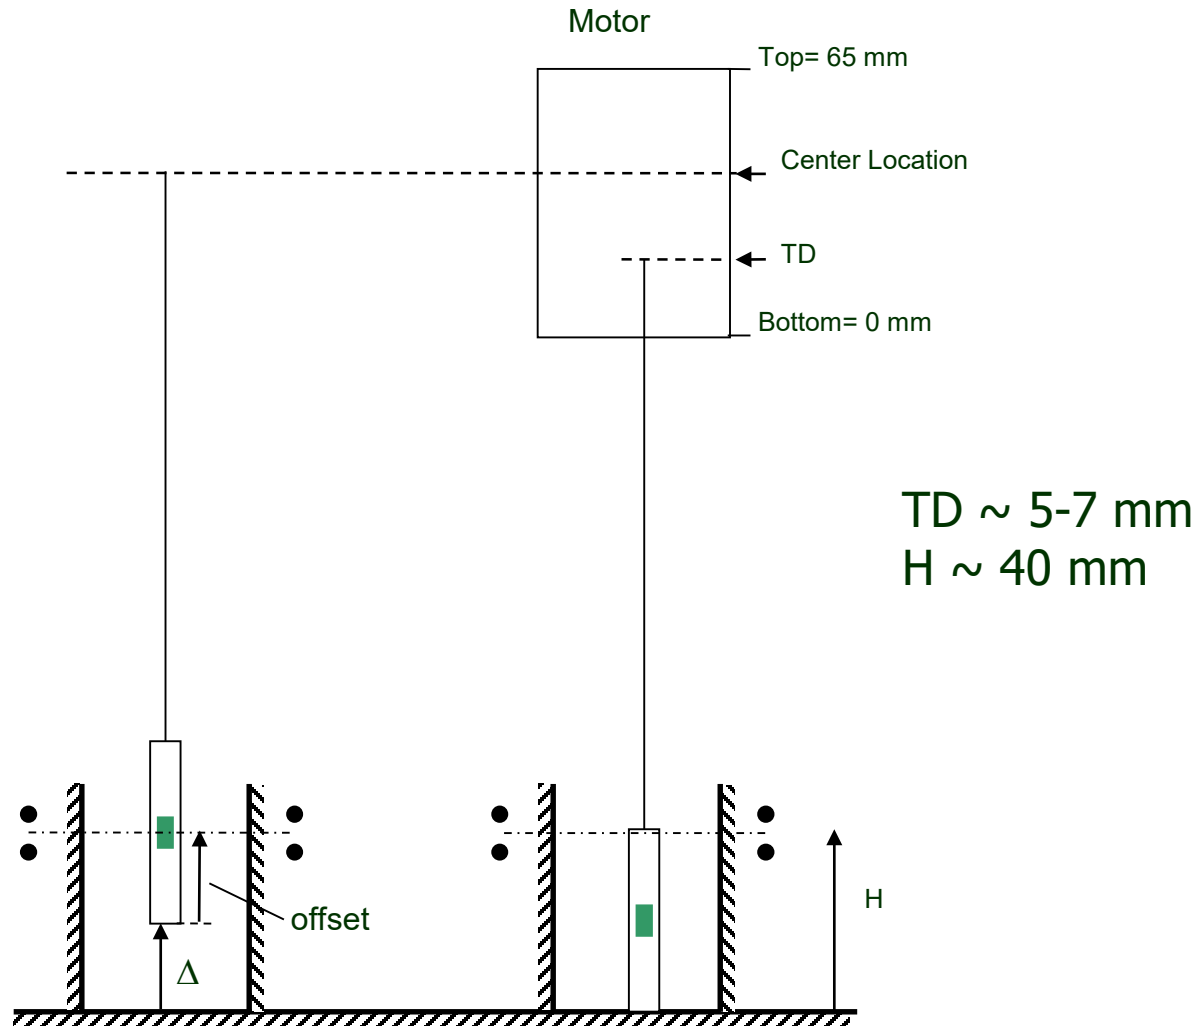 Motor
Top= 65 mm
Center Location
TD
Bottom= 0 mm
TD ~ 5-7 mm
H ~ 40 mm
H
offset
Δ